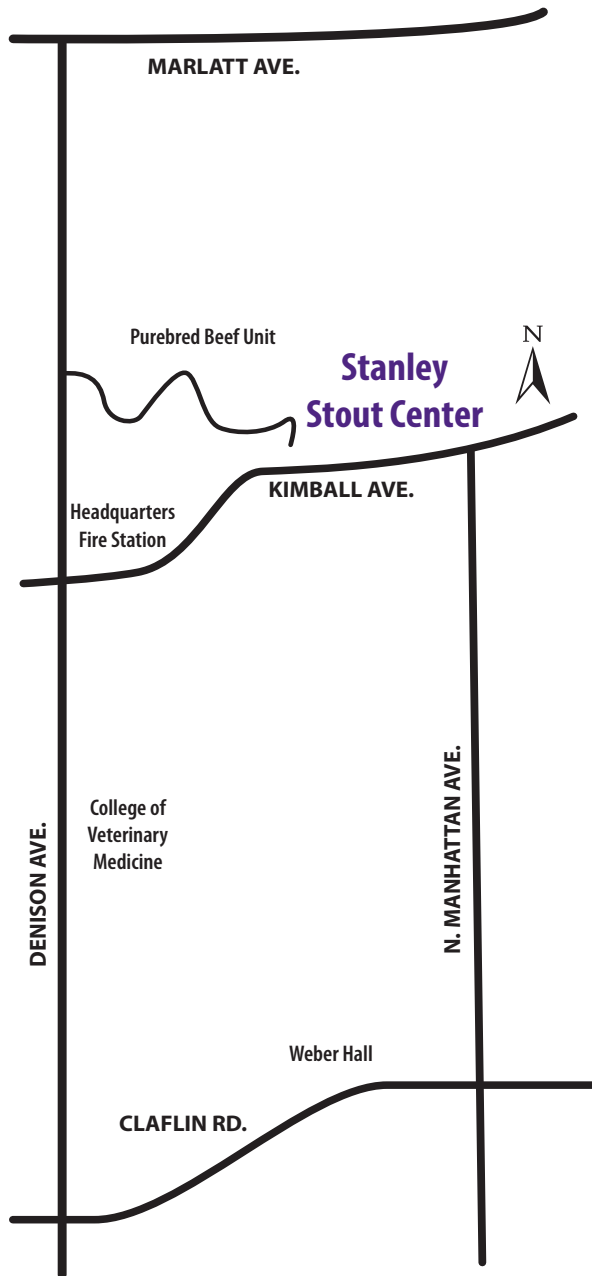 MARLATT AVE.
Purebred Beef Unit
N
Stanley
Stout Center
KIMBALL AVE.
Headquarters
Fire Station
N. MANHATTAN AVE.
College of
Veterinary
Medicine
DENISON AVE.
Weber Hall
CLAFLIN RD.